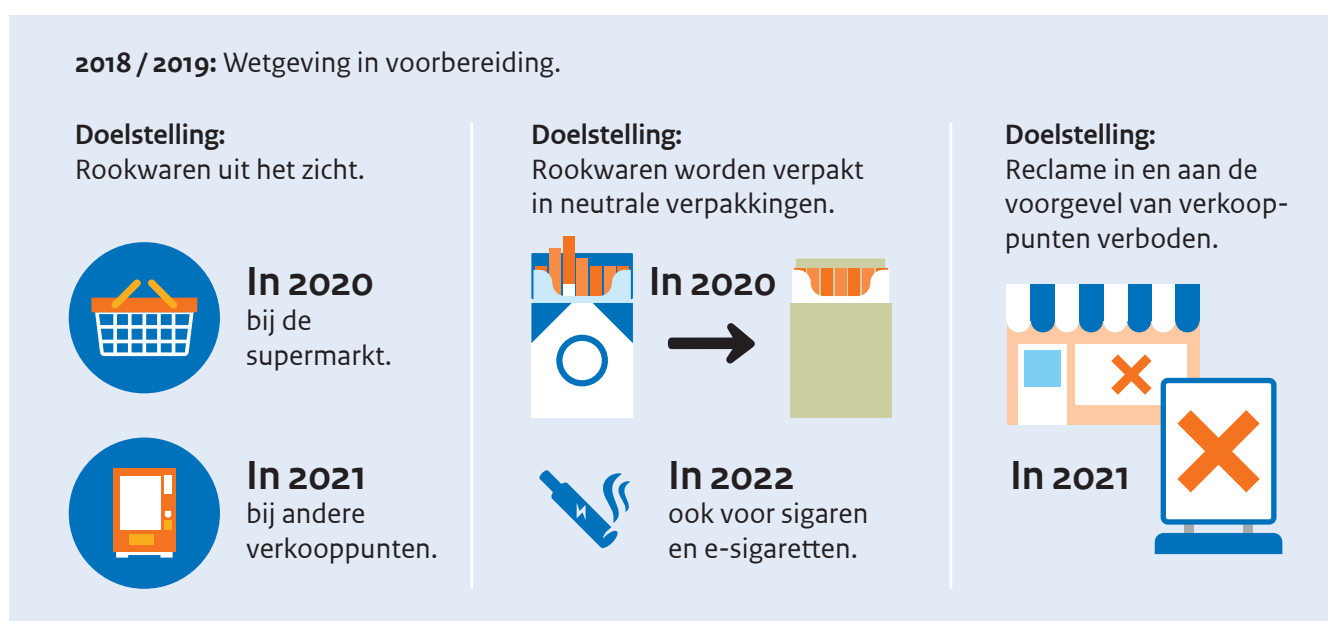 2018 / 2019: Wetgeving in voorbereiding.
Doelstelling:
Rookwaren uit het zicht.
In 2020
bij de
supermarkt.
In 2021
bij andere
verkooppunten.
Doelstelling:
Rookwaren worden verpakt
in neutrale verpakkingen.
In 2020
In 2022
ook voor sigaren
en e-sigaretten.
Doelstelling:
Reclame in en aan de
voorgevel van verkoop-
punten verboden.
In 2021